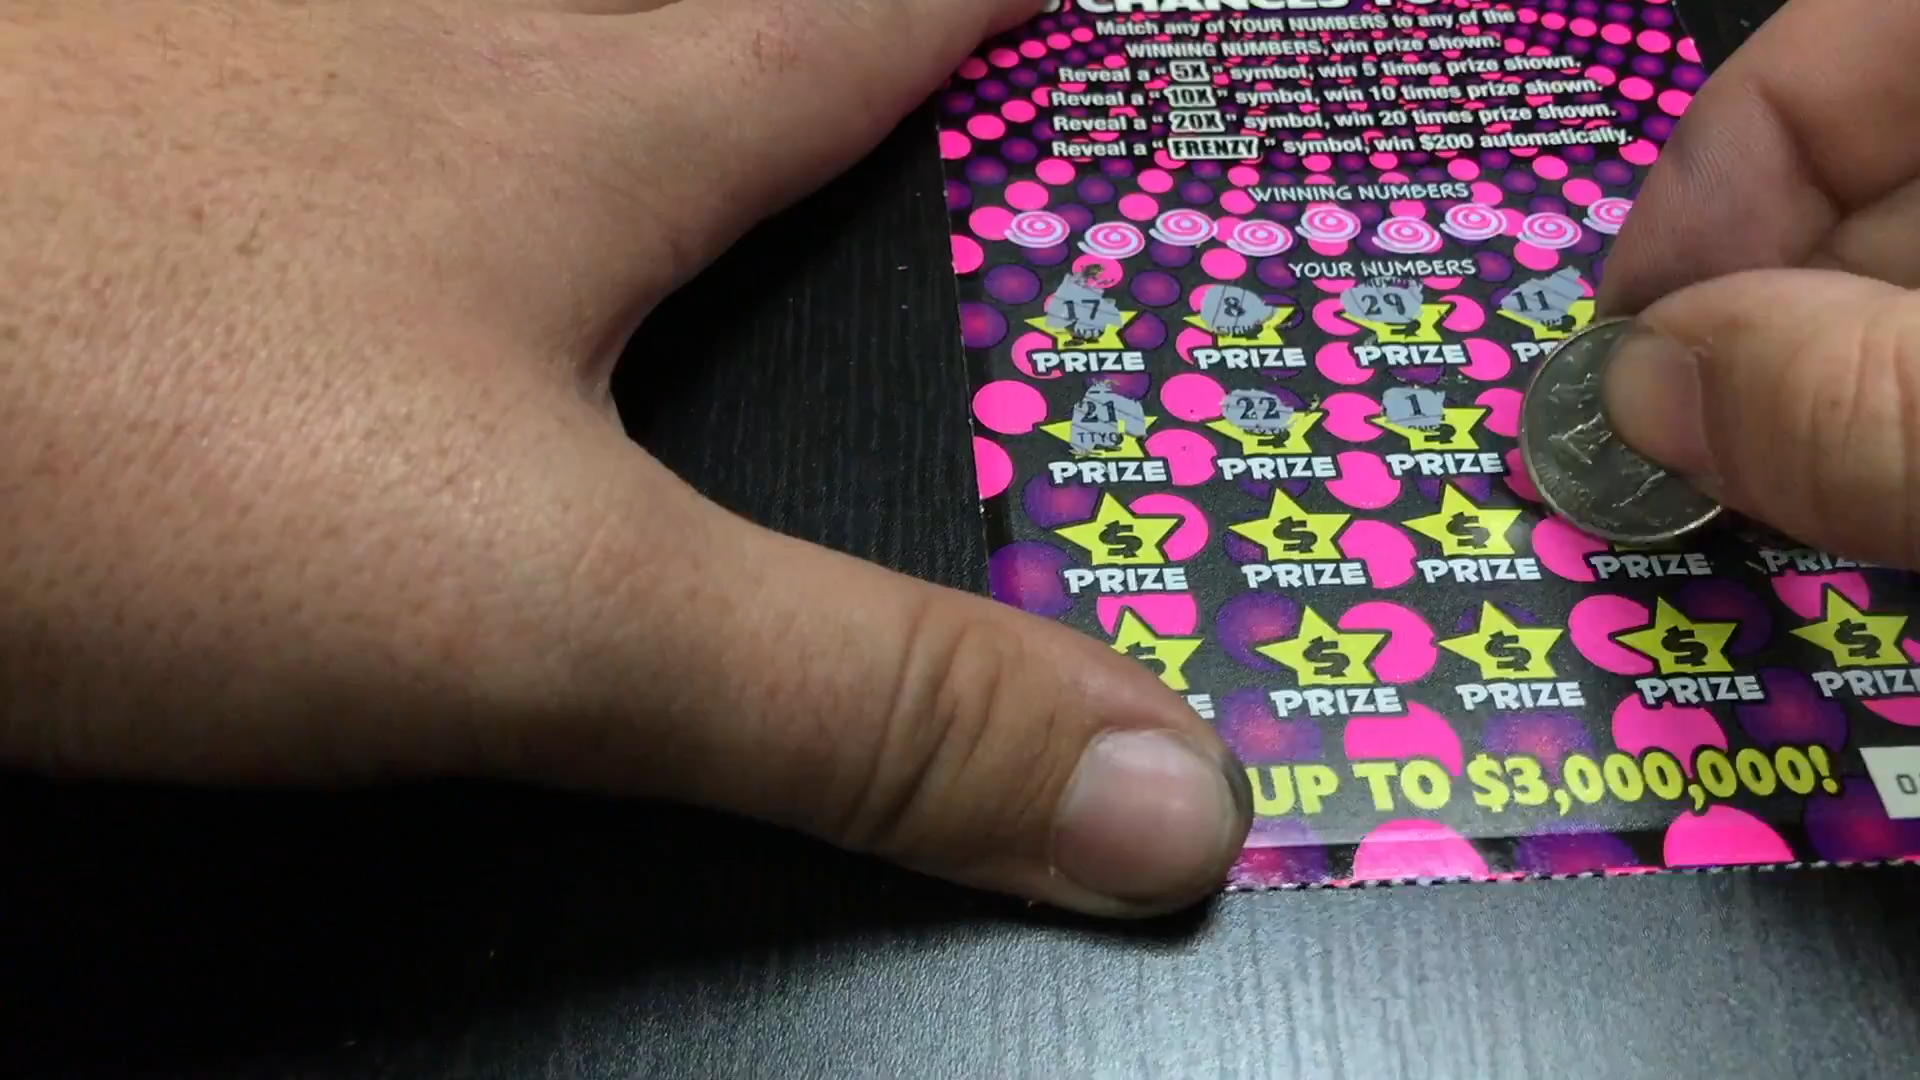 CHANCES TO
Match any of YOUR NUMBERS to any of the
WINNING NUMBERS, win prize shown.
Reveal a "5X" symbol, win 5 times prize shown.
Reveal a "10X" symbol, win 10 times prize shown.
Reveal a "20X" symbol, win 20 times prize shown.
Reveal a "FRENZY" symbol, win $200 automatically.
WINNING NUMBERS
YOUR NUMBERS
17 8 29 11
PRIZE PRIZE PRIZE
21 22 1
PRIZE PRIZE PRIZE
$ $ $
PRIZE PRIZE PRIZE PRIZE PRIZE
$ $ $ $ $
PRIZE PRIZE PRIZE PRIZE
UP TO $3,000,000!